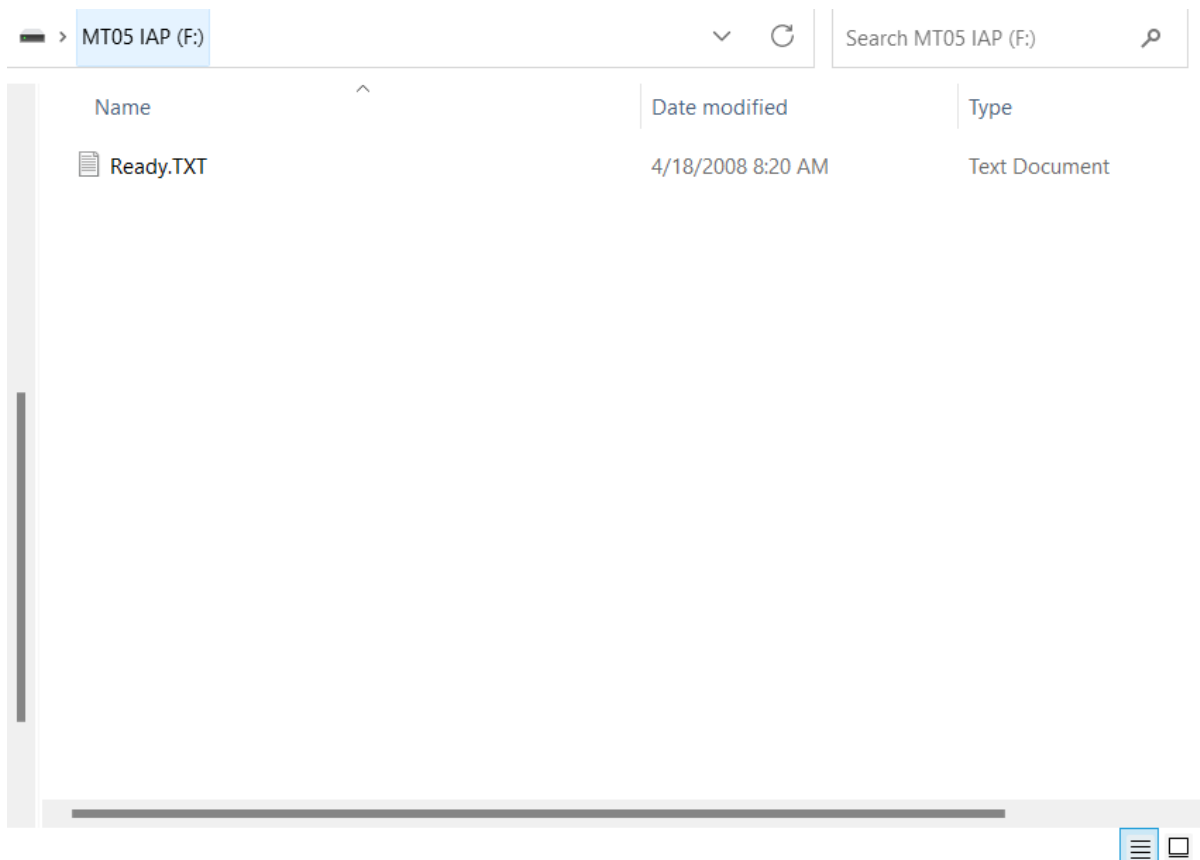 MT05 IAP (F:) Search MT05 IAP (F:)
Name Date modified Type
Ready.TXT 4/18/2008 8:20 AM Text Document